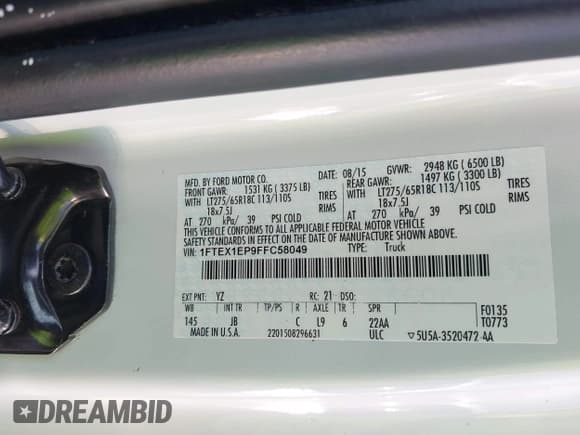 MFD. BY FORD MOTOR CO.
08/15 GVWR: 2948 KG ( 6500 LB)
FRONT GAWR: 1531 KG ( 3375 LB)
REAR GAWR: 1497 KG ( 3300 LB)
WITH LT275/65R18C 113/110S TIRES
WITH LT275/65R18C 113/110S TIRES
18x7.5J
18x7.5J RIMS
AT 270 kPa/ 39 PSI COLD
AT 270 kPa/ 39 PSI COLD
THIS VEHICLE CONFORMS TO ALL APPLICABLE FEDERAL MOTOR VEHICLE
SAFETY STANDARDS IN EFFECT ON THE DATE OF MANUFACTURE SHOWN ABOVE.
VIN: 1FTEX1EP9FFC58049
TYPE: Truck
EXT PNT: YZ RC: 21 DSO:
WB INT TR TP/PS R AXLE TR SPR
145 JB C L9 6 22AA
F0135
T0773
MADE IN U.S.A. 2201508296631 ULC ▽5U5A-3520472-AA
DREAMBID